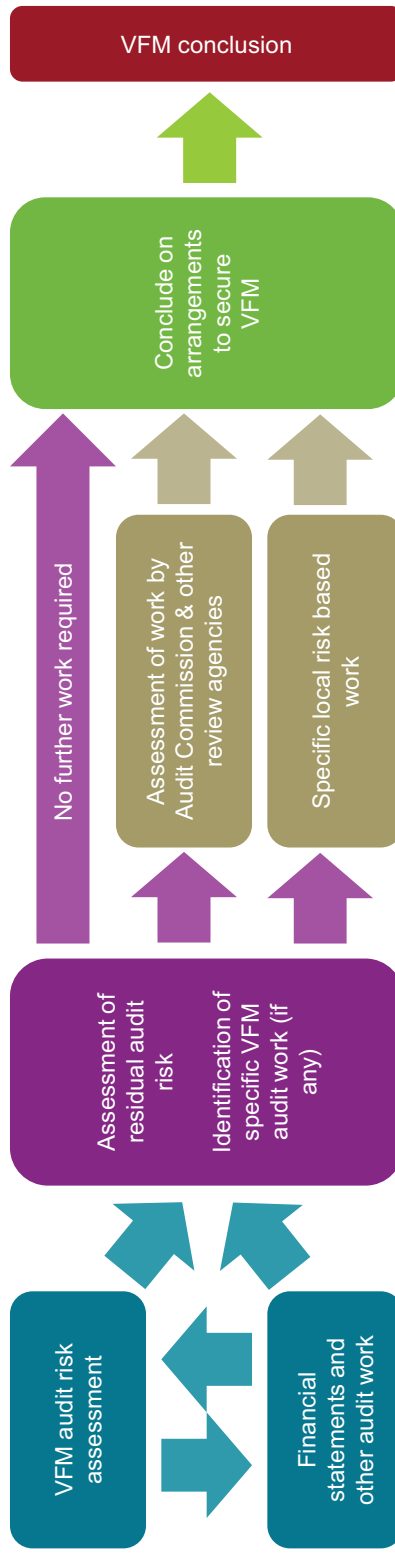 VFM audit risk
assessment
Financial
statements and
other audit work
Assessment of
residual audit
risk
Identification of
specific VFM
audit work (if
any)
No further work required
Assessment of work by
Audit Commission & other
review agencies
Specific local risk based
work
Conclude on
arrangements
to secure
VFM
VFM conclusion